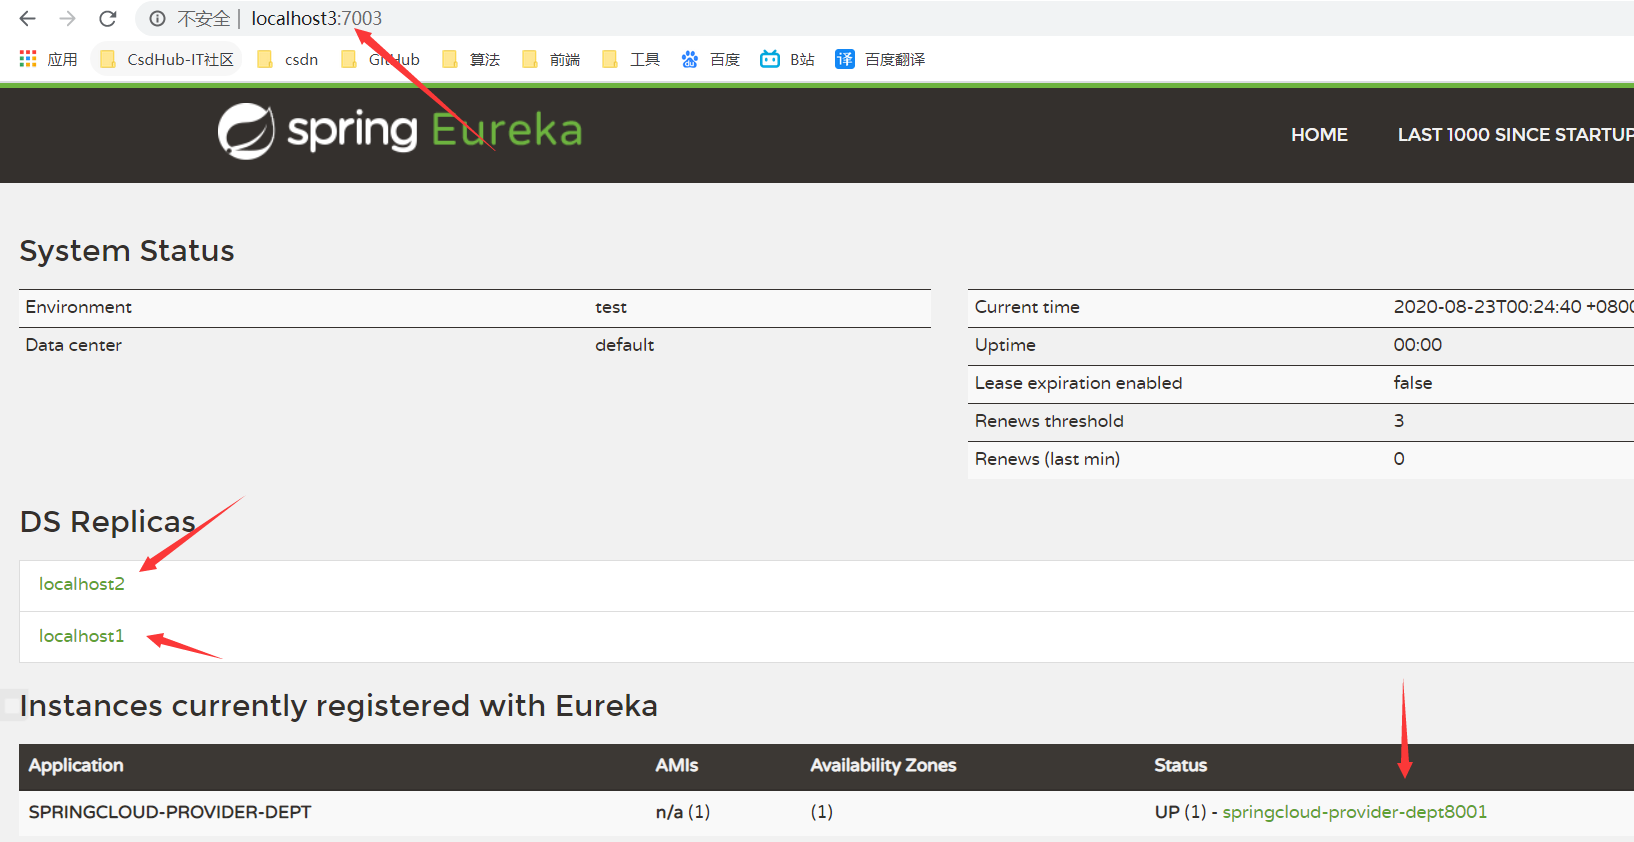 不安全 | localhost3:7003
应用 CsdHub-IT社区 csdn GitHub 算法 前端 工具 百度 B站 译 百度翻译
spring Eureka HOME LAST 1000 SINCE STARTUP
System Status
Environment test Current time 2020-08-23T00:24:40 +0800
Data center default Uptime 00:00
Lease expiration enabled false
Renews threshold 3
Renews (last min) 0
DS Replicas
localhost2
localhost1
Instances currently registered with Eureka
Application AMIs Availability Zones Status
SPRINGCLOUD-PROVIDER-DEPT n/a (1) (1) UP (1) - springcloud-provider-dept8001